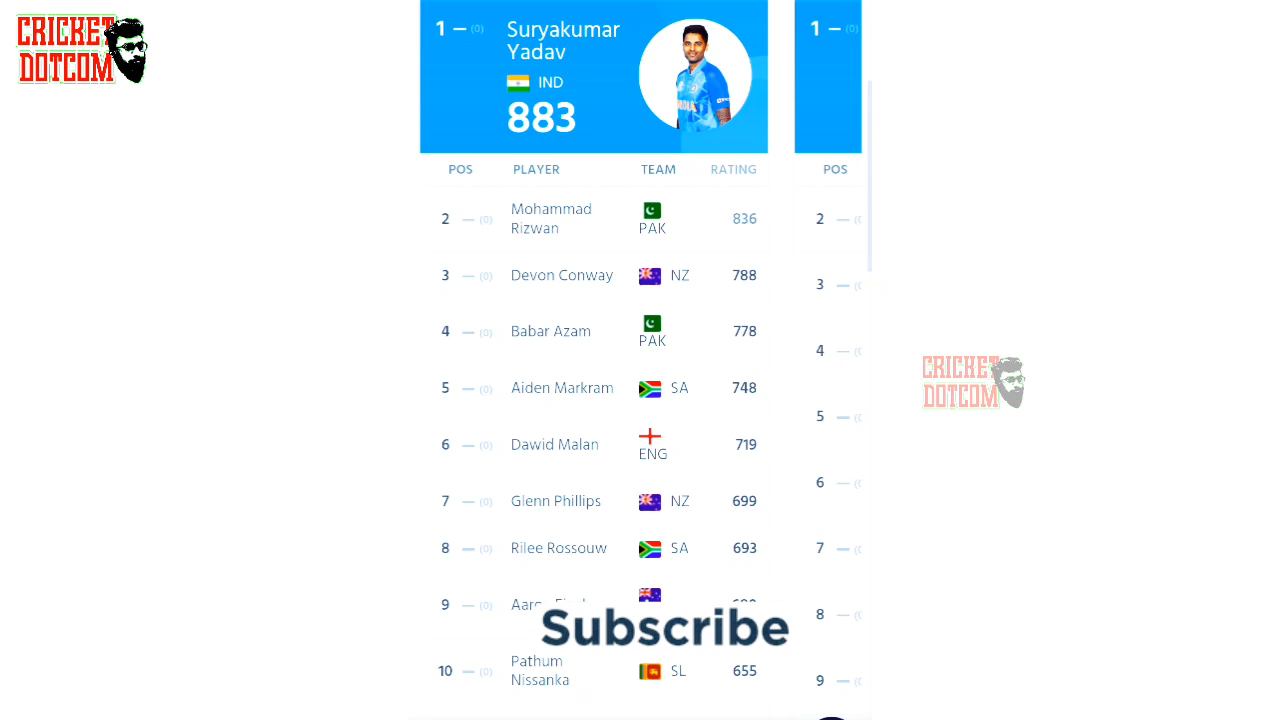 CRICKET
DOTCOM
1 — (0) Suryakumar
Yadav
IND
883
POS PLAYER TEAM RATING
2 — (0) Mohammad
Rizwan PAK 836
3 — (0) Devon Conway NZ 788
4 — (0) Babar Azam PAK 778
5 — (0) Aiden Markram SA 748
6 — (0) Dawid Malan ENG 719
7 — (0) Glenn Phillips NZ 699
8 — (0) Rilee Rossouw SA 693
9 — (0)
Subscribe
10 — (0) Pathum
Nissanka SL 655
1 — (0)
POS
2 —
3 —
4 —
5 —
6 —
7 —
8 —
9 —
CRICKET
DOTCOM